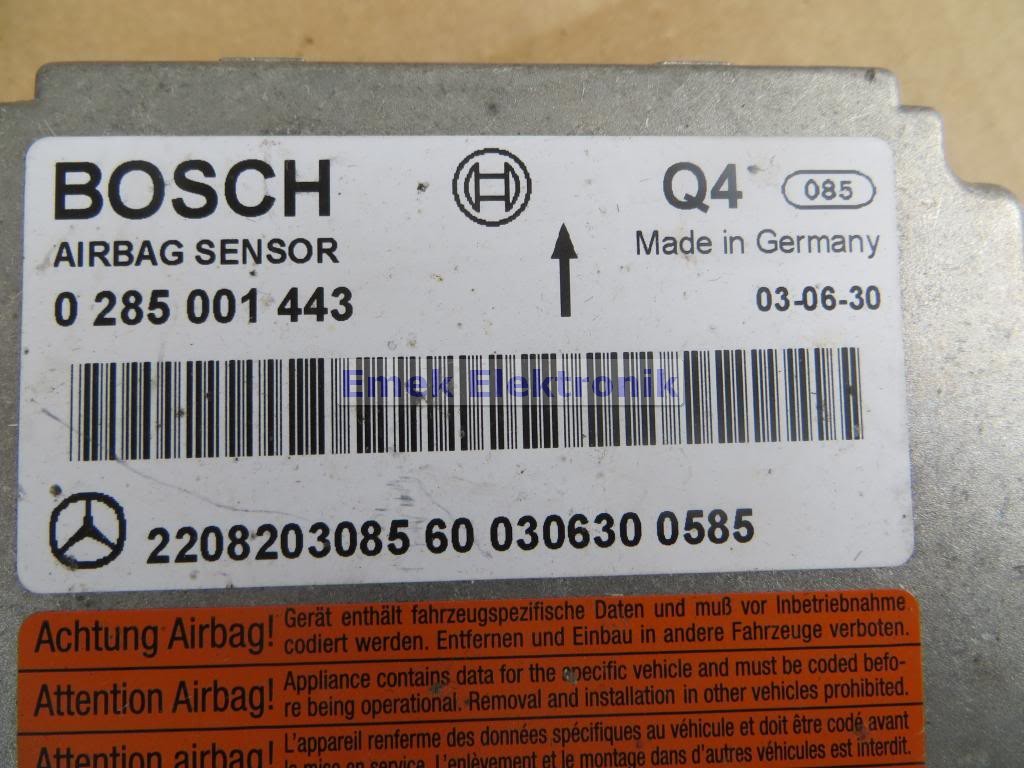 BOSCH
Q4 085
AIRBAG SENSOR
Made in Germany
0 285 001 443
03-06-30
Emek Elektronik
2208203085 60 030630 0585
Achtung Airbag!
Gerät enthält fahrzeugspezifische Daten und muß vor Inbetriebnahme
codiert werden. Entfernen und Einbau in andere Fahrzeuge verboten.
Attention Airbag!
Appliance contains data for the specific vehicle and must be coded befo-
re being operational. Removal and installation in other vehicles prohibited.
Attention airbag!
L'appareil renferme des données spécifiques au véhicule et doit être codé avant
la mise en service. L'enlèvement et le montage dans d'autres véhicules est interdit.